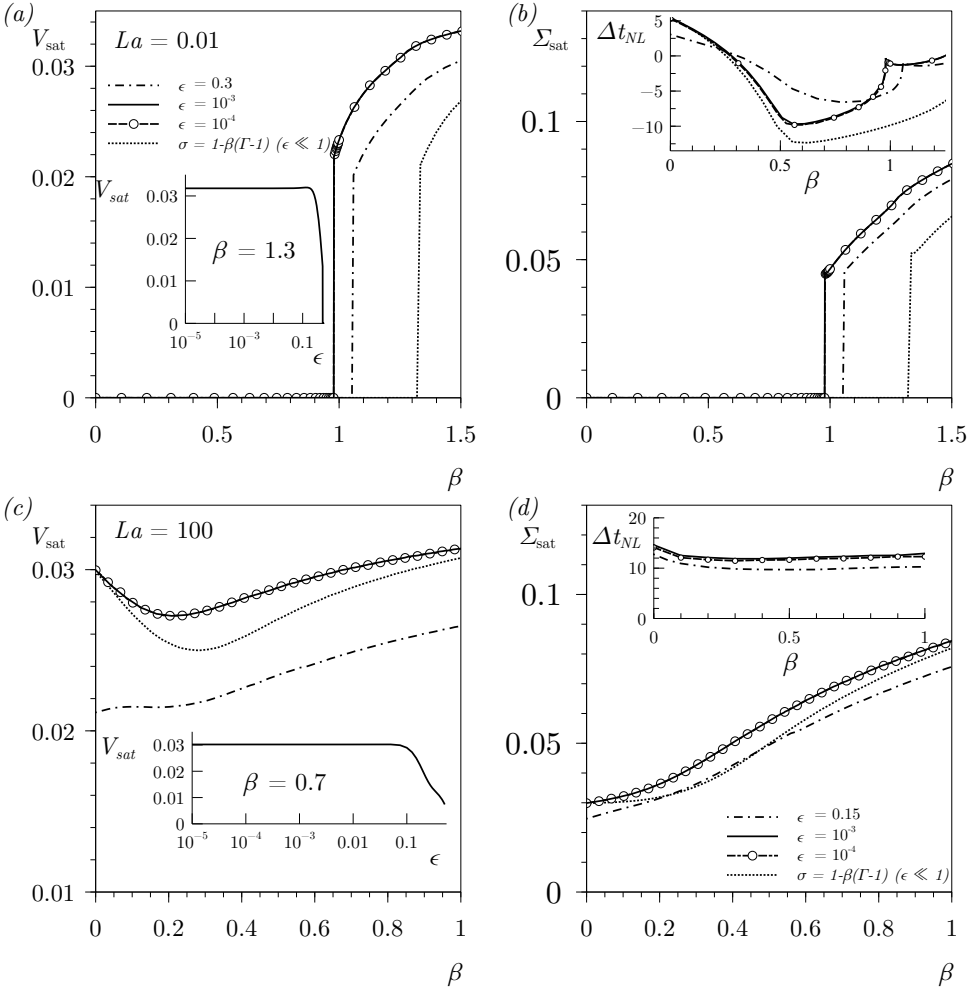 (a)
V_sat
La = 0.01
0.03
0.02
0.01
0
ϵ = 0.3
ϵ = 10^-3
ϵ = 10^-4
σ = 1-β(Γ-1) (ϵ ≪ 1)
V_sat
0.03
0.02
0.01
0
β = 1.3
10^−5
10^−3
0.1
ϵ
0
0.5
1
1.5
β
(b)
Σ_sat
0.1
0.05
0
Δt_NL
5
0
−5
−10
0
0.5
1
β
0
0.5
1
1.5
β
(c)
V_sat
La = 100
0.03
0.02
0.01
V_sat
0.03
0.02
0.01
0
β = 0.7
10^−5
10^−4
10^−3
0.01
0.1
ϵ
0
0.2
0.4
0.6
0.8
1
β
(d)
Σ_sat
0.1
0.05
0
Δt_NL
20
10
0
0
0.5
1
β
ϵ = 0.15
ϵ = 10^-3
ϵ = 10^-4
σ = 1-β(Γ-1) (ϵ ≪ 1)
0
0.2
0.4
0.6
0.8
1
β